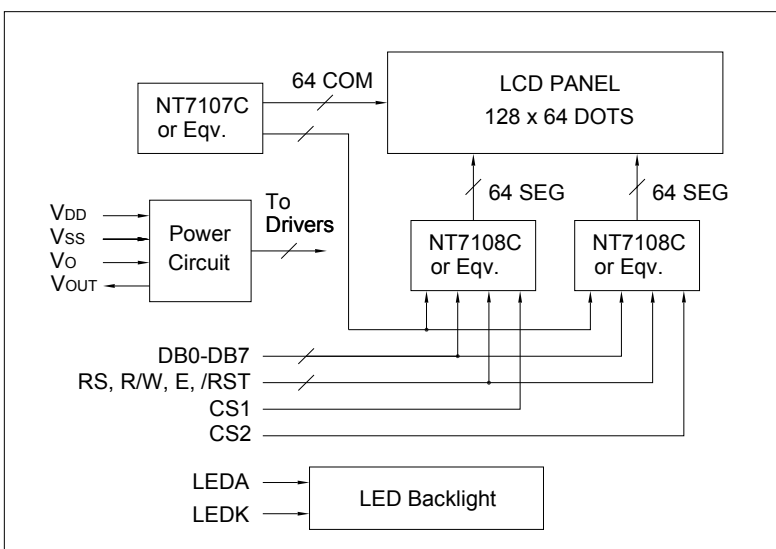 64 COM
NT7107C
or Eqv.
LCD PANEL
128 x 64 DOTS
64 SEG
64 SEG
NT7108C
or Eqv.
NT7108C
or Eqv.
VDD
VSS
VO
VOUT
Power
Circuit
To
Drivers
DB0-DB7
RS, R/W, E, /RST
CS1
CS2
LEDA
LEDK
LED Backlight